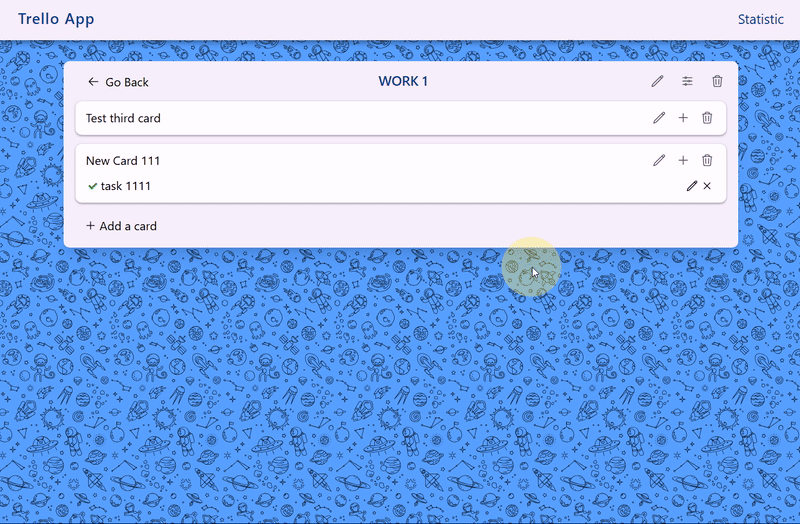 Trello App
Statistic
Go Back
WORK 1
Test third card
New Card 111
task 1111
Add a card